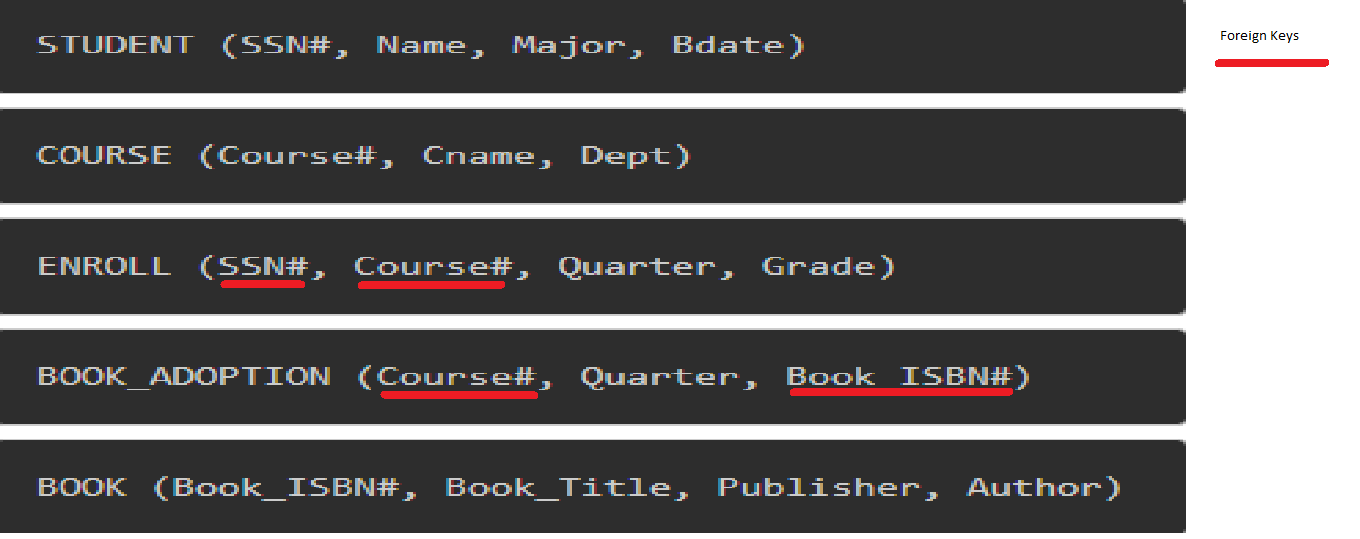 STUDENT (SSN#, Name, Major, Bdate)
Foreign Keys
COURSE (Course#, Cname, Dept)
ENROLL (SSN#, Course#, Quarter, Grade)
BOOK_ADOPTION (Course#, Quarter, Book_ISBN#)
BOOK (Book_ISBN#, Book_Title, Publisher, Author)